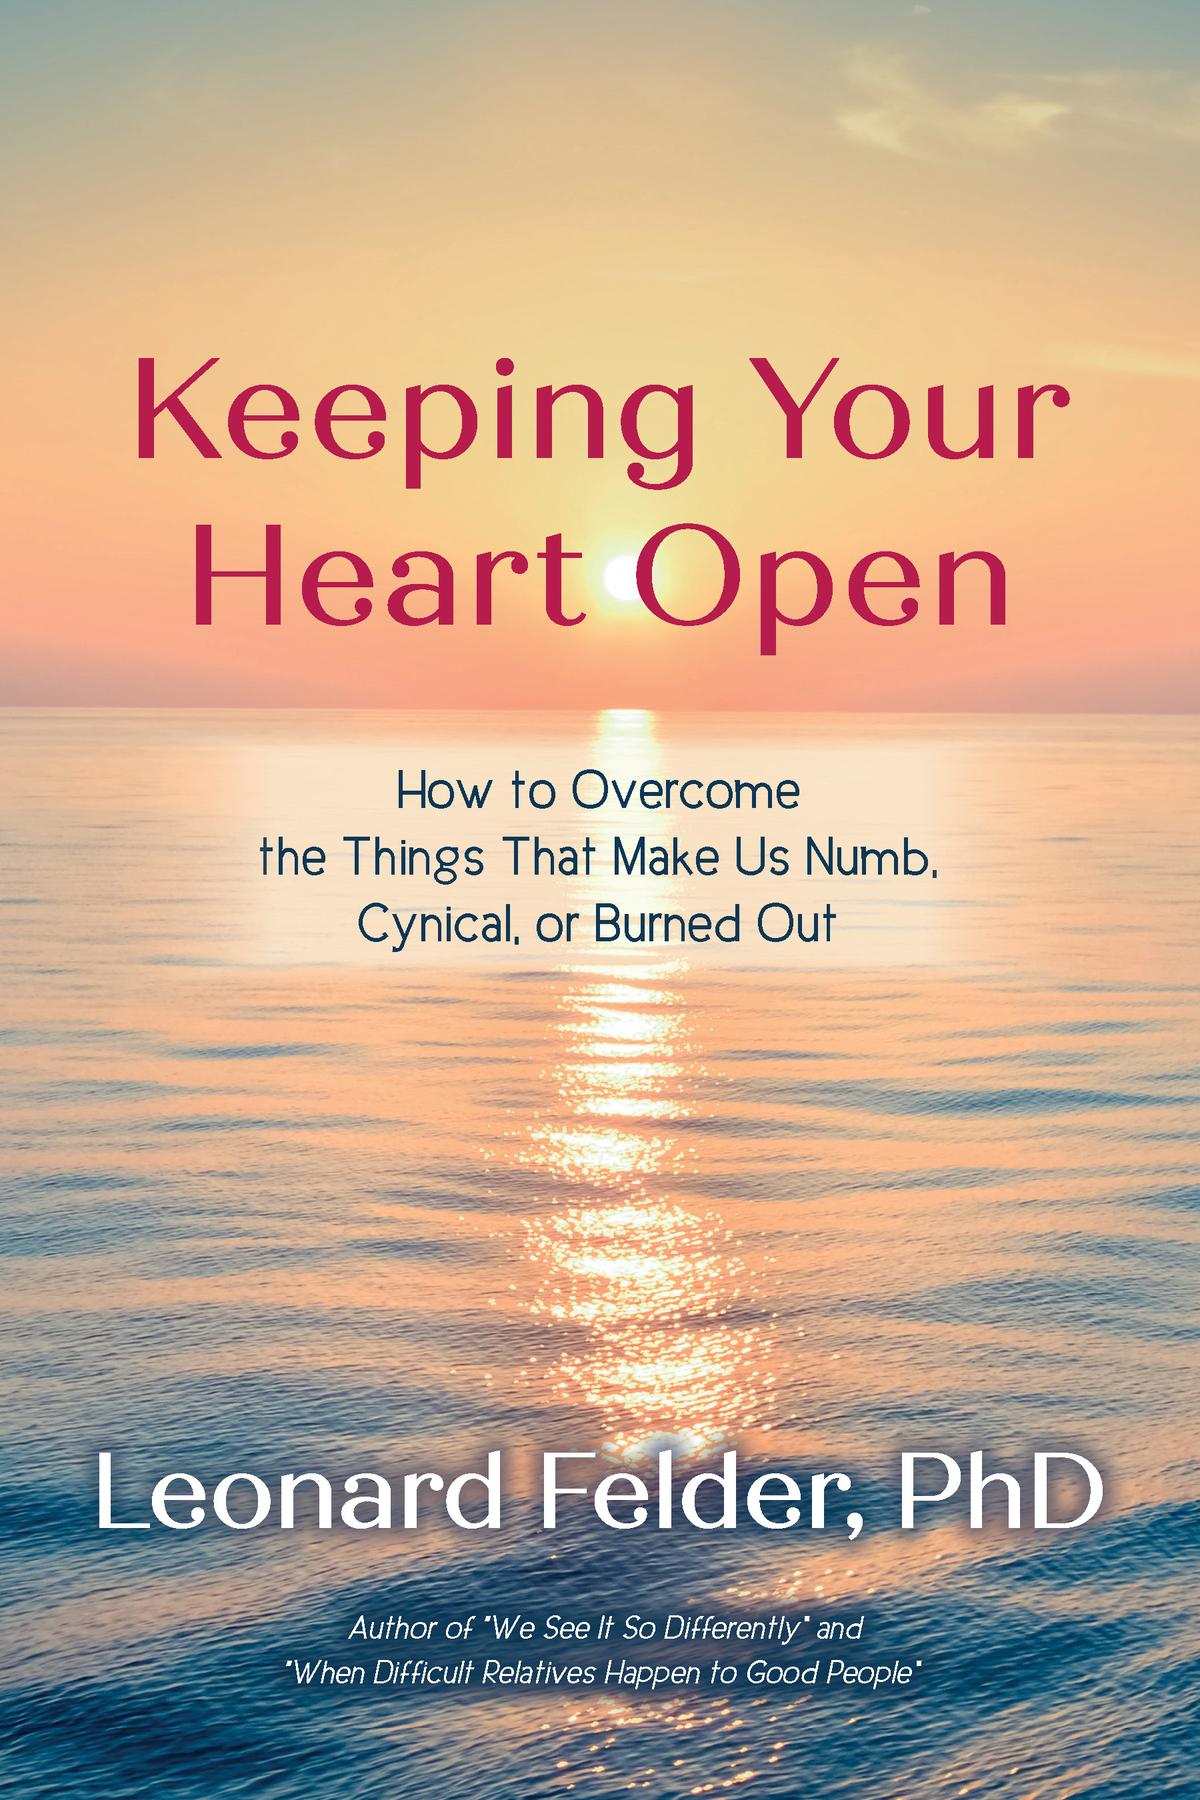 Keeping Your
Heart Open
How to Overcome
the Things That Make Us Numb,
Cynical, or Burned Out
Leonard Felder, PhD
Author of "We See It So Differently" and
"When Difficult Relatives Happen to Good People"